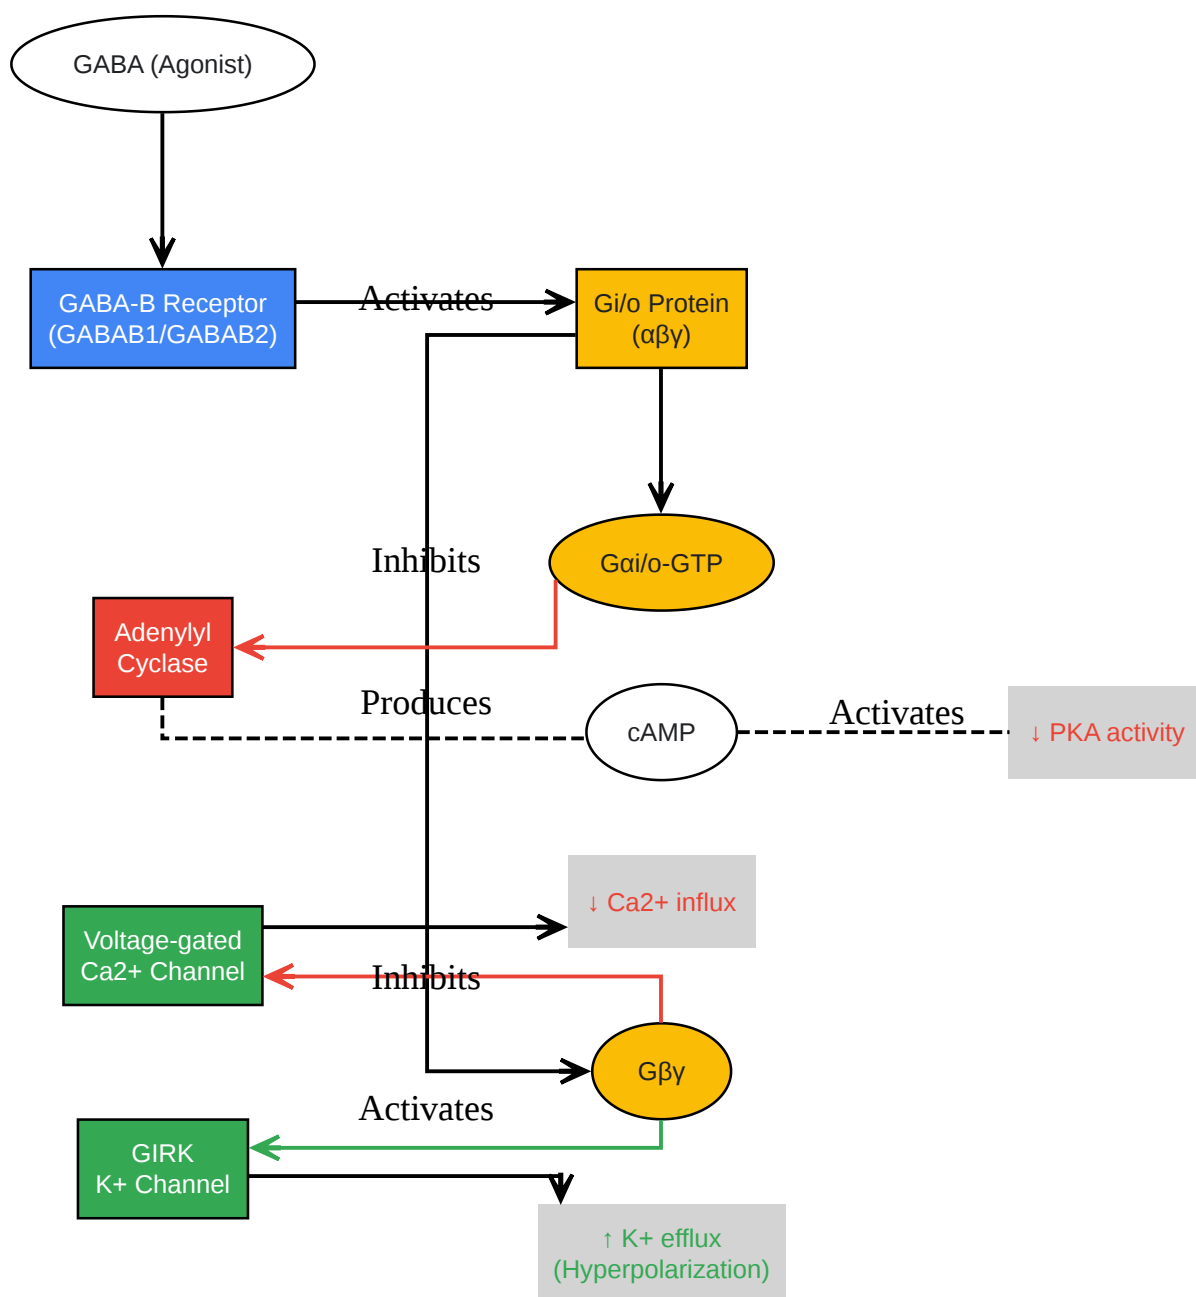 GABA (Agonist)
GABA-B Receptor
(GABAB1/GABAB2)
Activates
Gi/o Protein
(αβγ)
Inhibits
Gαi/o-GTP
Adenylyl
Cyclase
Produces
cAMP
Activates
↓ PKA activity
↓ Ca2+ influx
Voltage-gated
Ca2+ Channel
Inhibits
Gβγ
Activates
GIRK
K+ Channel
↑ K+ efflux
(Hyperpolarization)